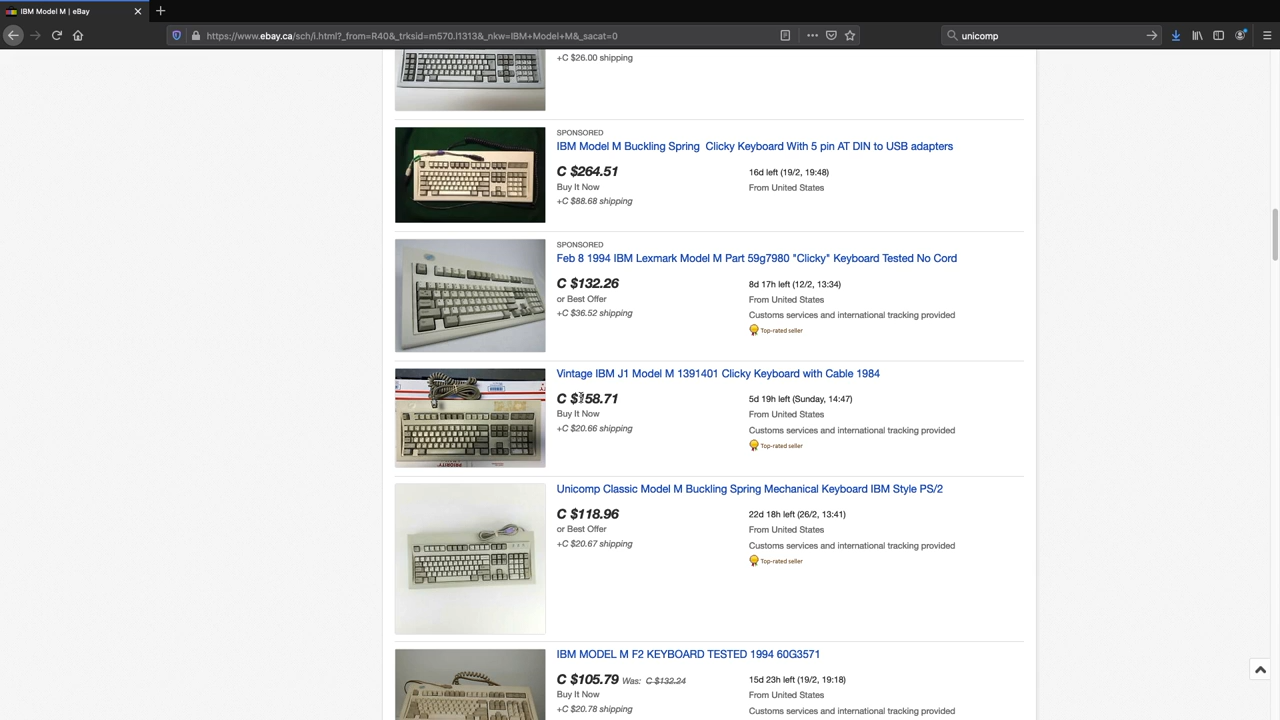 IBM Model M | eBay
https://www.ebay.ca/sch/i.html?_from=R40&_trksid=m570.l1313&_nkw=IBM+Model+M&_sacat=0
unicomp
+C $26.00 shipping
SPONSORED
IBM Model M Buckling Spring Clicky Keyboard With 5 pin AT DIN to USB adapters
C $264.51
16d left (19/2, 19:48)
Buy It Now
From United States
+C $88.68 shipping
SPONSORED
Feb 8 1994 IBM Lexmark Model M Part 59g7980 "Clicky" Keyboard Tested No Cord
C $132.26
8d 17h left (12/2, 13:34)
or Best Offer
From United States
+C $36.52 shipping
Customs services and international tracking provided
Top-rated seller
Vintage IBM J1 Model M 1391401 Clicky Keyboard with Cable 1984
C $158.71
5d 19h left (Sunday, 14:47)
Buy It Now
From United States
+C $20.66 shipping
Customs services and international tracking provided
Top-rated seller
PRIORITY
Unicomp Classic Model M Buckling Spring Mechanical Keyboard IBM Style PS/2
C $118.96
22d 18h left (26/2, 13:41)
or Best Offer
From United States
+C $20.67 shipping
Customs services and international tracking provided
Top-rated seller
IBM MODEL M F2 KEYBOARD TESTED 1994 60G3571
C $105.79 Was: C $132.24
15d 23h left (19/2, 19:18)
Buy It Now
From United States
+C $20.78 shipping
Customs services and international tracking provided